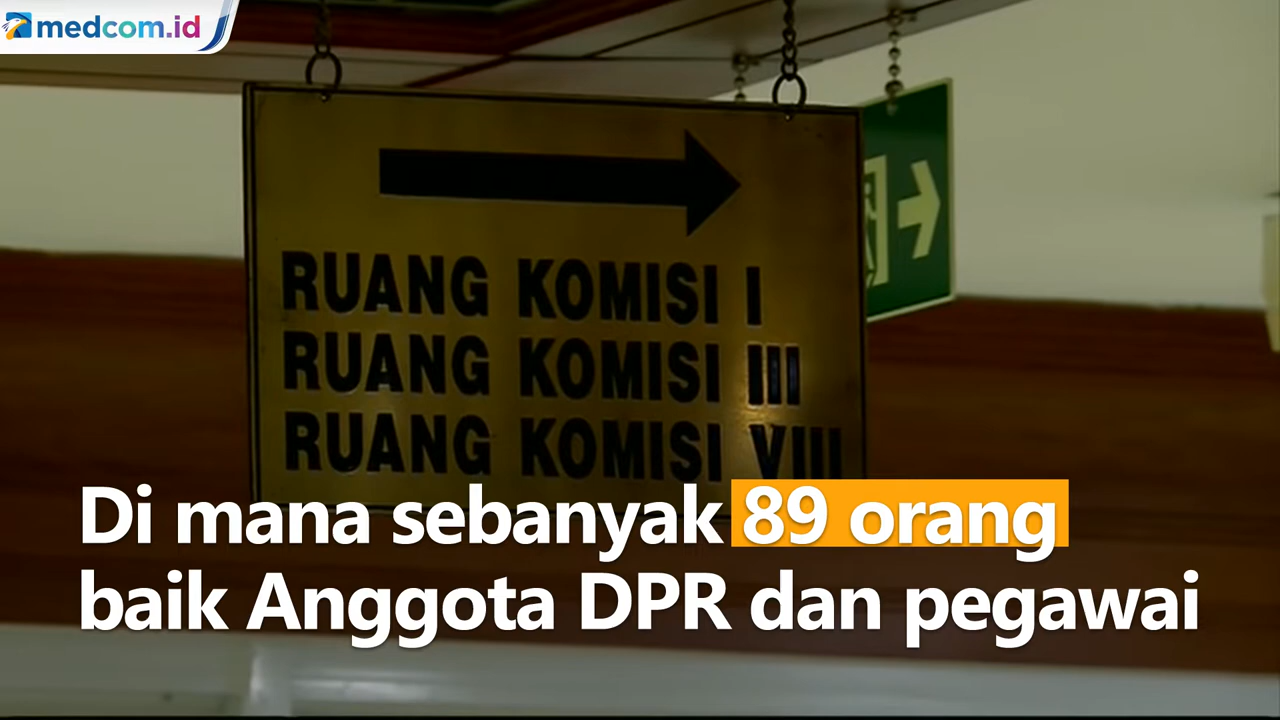 medcom.id
RUANG KOMISI I
RUANG KOMISI III
RUANG KOMISI VIII
Di mana sebanyak 89 orang
baik Anggota DPR dan pegawai